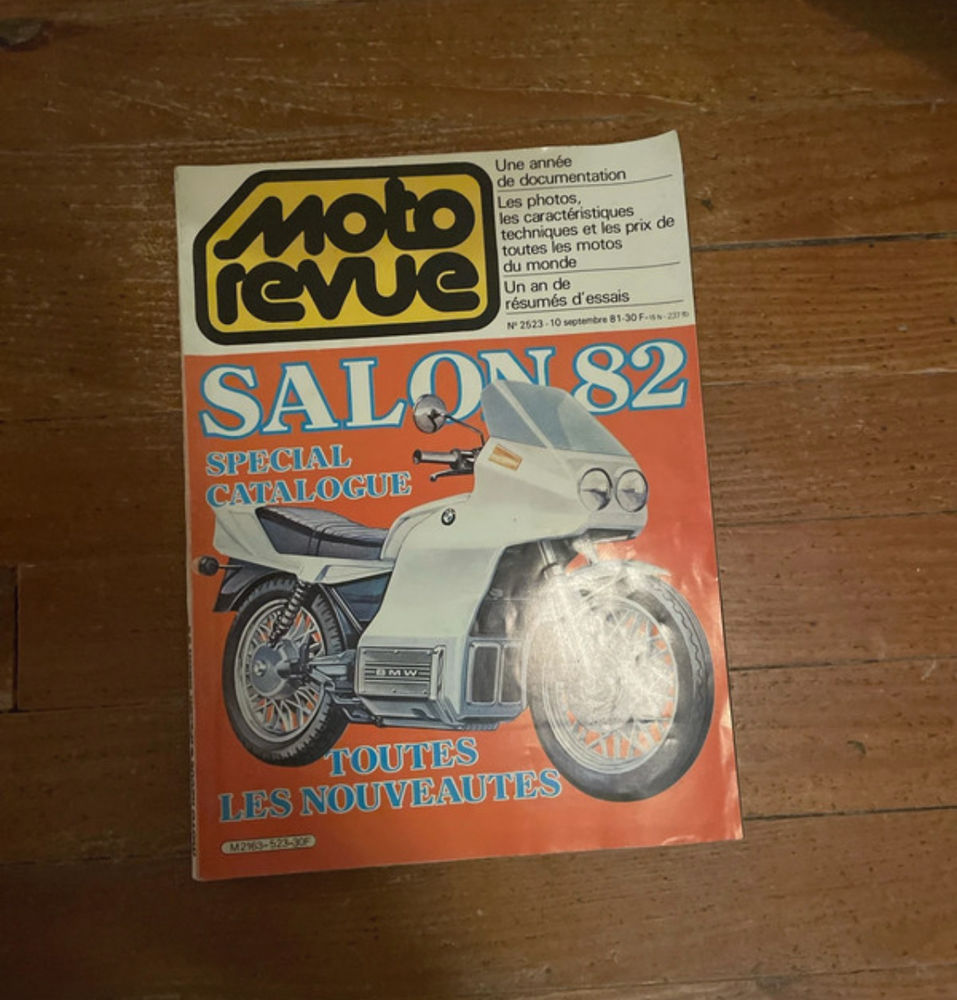 Moto
revue
Une année
de documentation
Les photos,
les caractéristiques
techniques et les prix de
toutes les motos
du monde
Un an de
résumés d'essais
N° 2523 - 10 septembre 81 - 30 F -
SALON 82
SPECIAL
CATALOGUE
BMW
TOUTES
LES NOUVEAUTES
M2163-523-30F